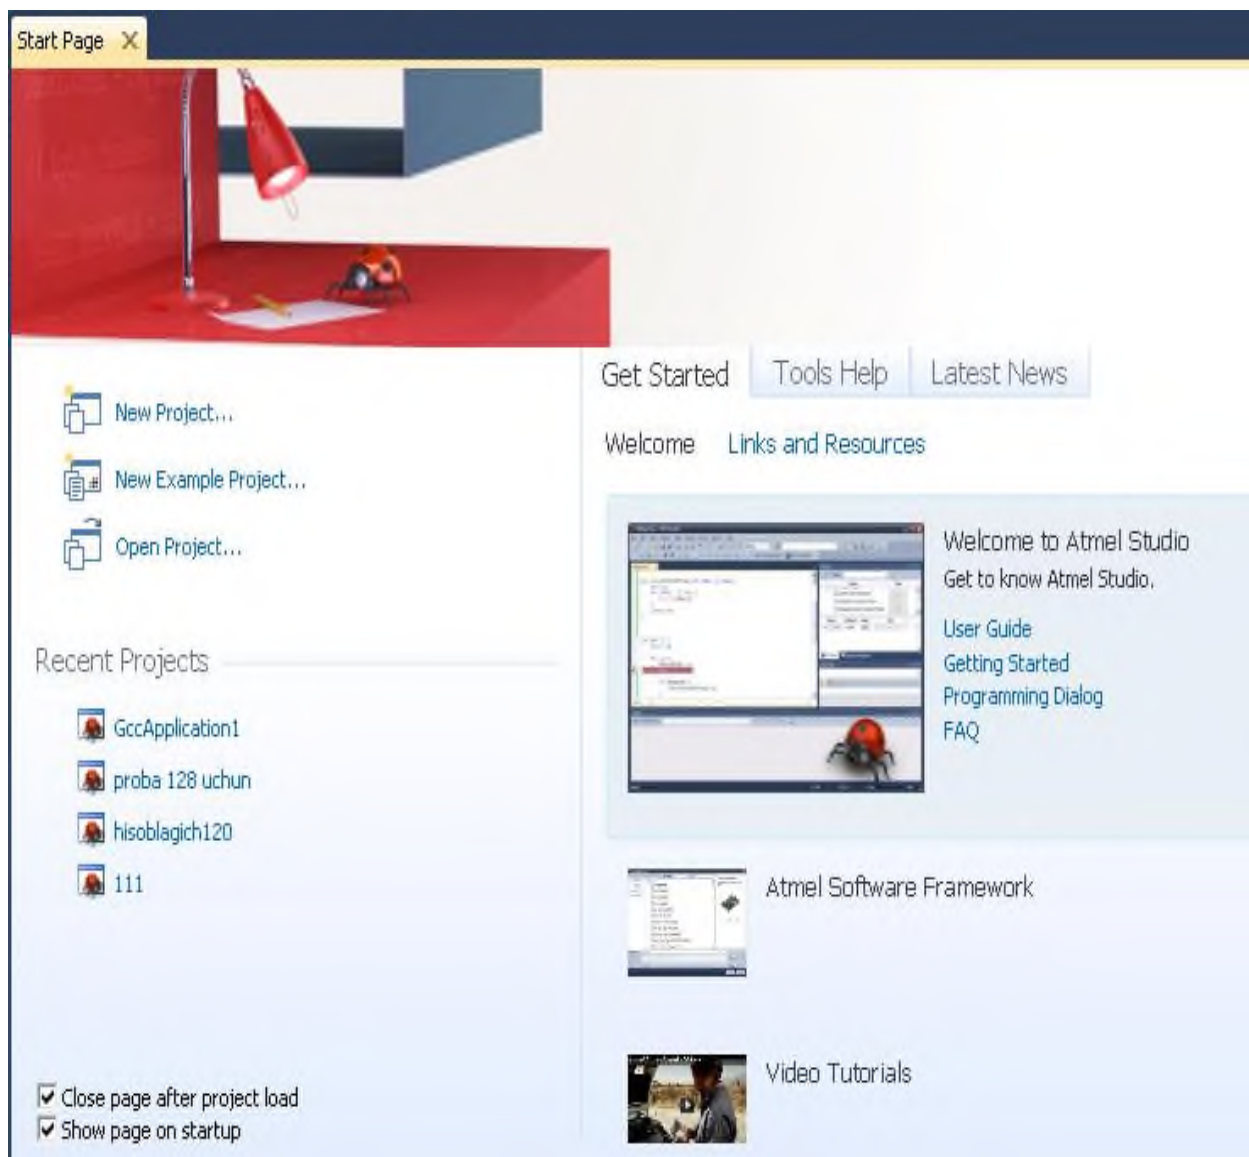 Start Page
New Project...
New Example Project...
Open Project...
Recent Projects
GccApplication1
proba 128 uchun
hisoblagich120
111
Close page after project load
Show page on startup
Get Started
Tools Help
Latest News
Welcome
Links and Resources
Welcome to Atmel Studio
Get to know Atmel Studio.
User Guide
Getting Started
Programming Dialog
FAQ
Atmel Software Framework
Video Tutorials